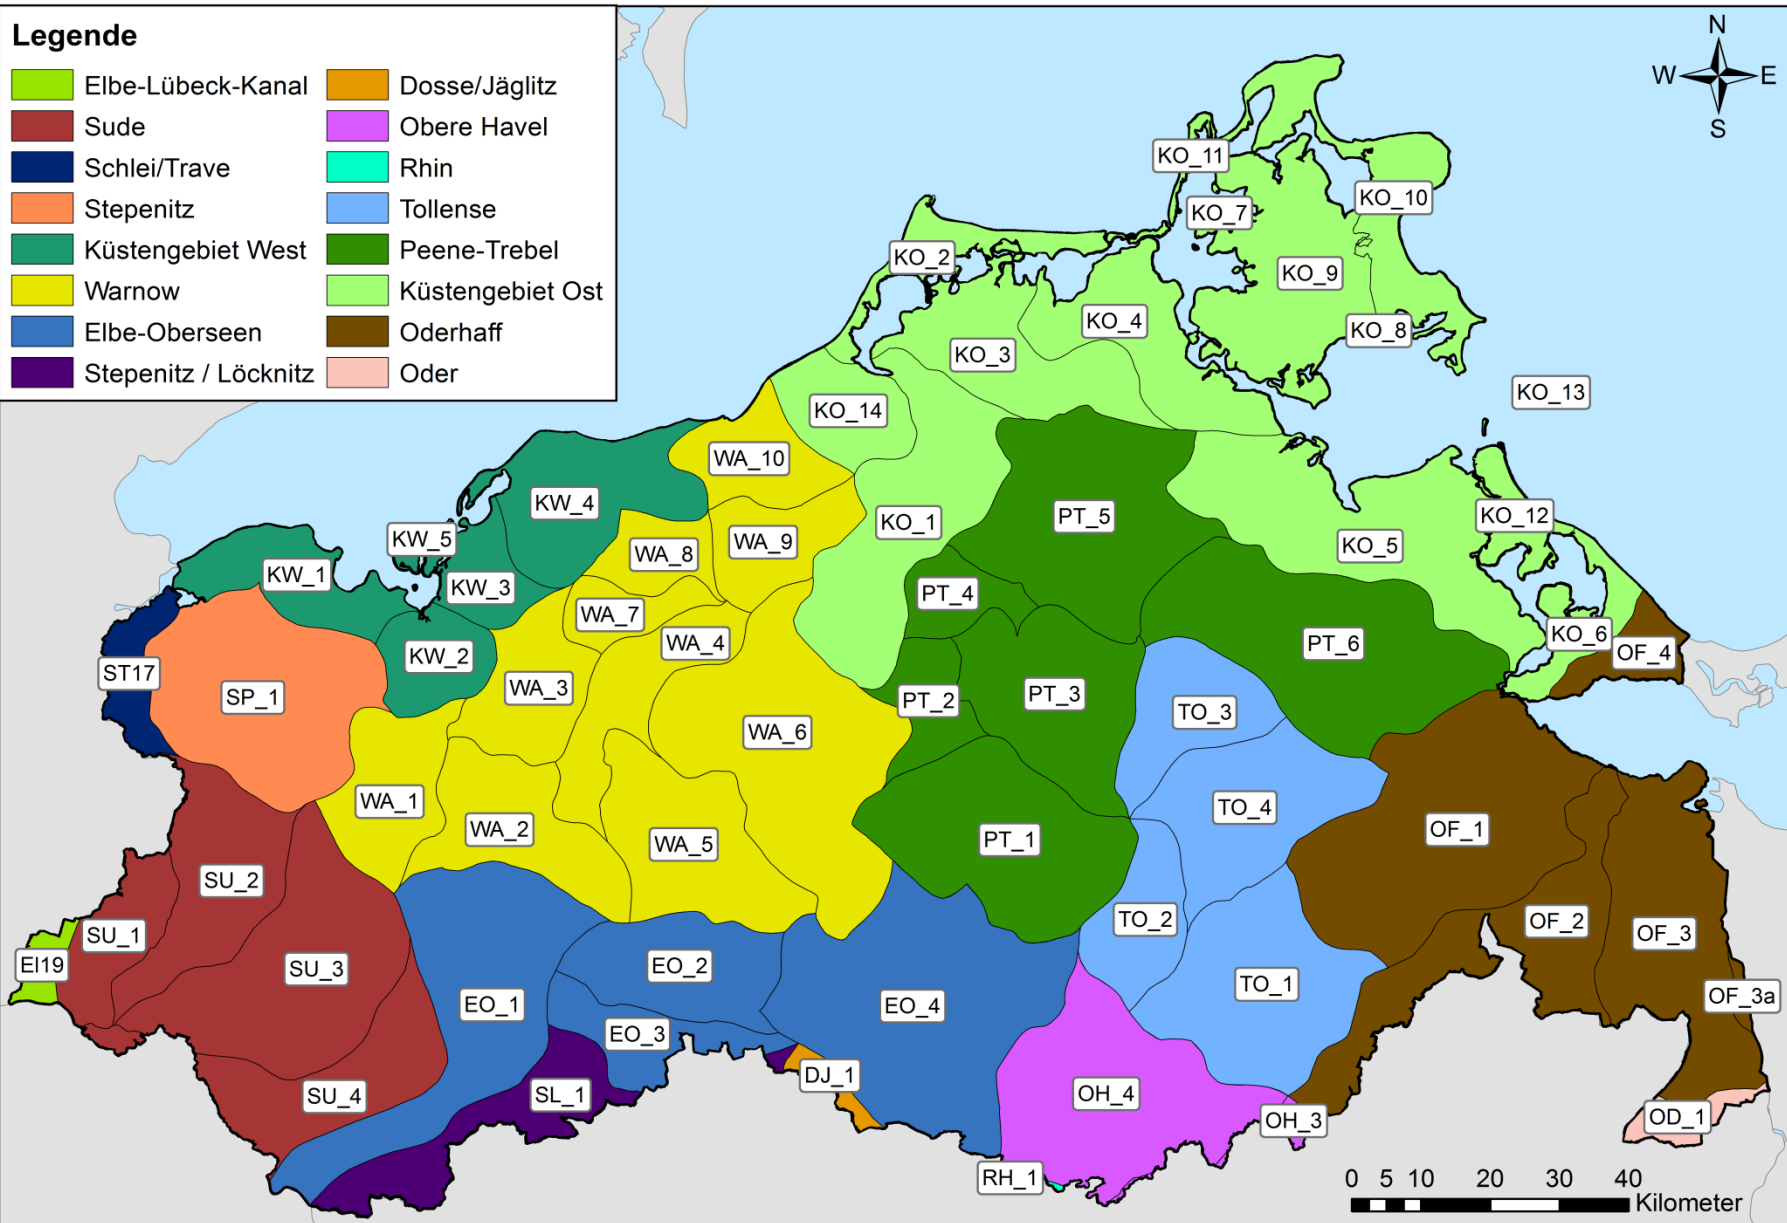 Legende
Elbe-Lübeck-Kanal
Sude
Schlei/Trave
Stepenitz
Küstengebiet West
Warnow
Elbe-Oberseen
Stepenitz / Löcknitz
Dosse/Jäglitz
Obere Havel
Rhin
Tollense
Peene-Trebel
Küstengebiet Ost
Oderhaff
Oder
N
W E
S
KO_11
KO_10
KO_7
KO_2
KO_9
KO_4
KO_8
KO_3
KO_13
KO_14
WA_10
KW_4
KO_12
PT_5
KO_1
KW_5
WA_9
KO_5
WA_8
KW_1
KW_3
PT_4
WA_7
KO_6
WA_4
PT_6
OF_4
KW_2
ST17
WA_3
PT_3
SP_1
PT_2
TO_3
WA_6
WA_1
TO_4
WA_2
OF_1
PT_1
WA_5
SU_2
TO_2
OF_2
SU_1
OF_3
EI19
SU_3
EO_2
TO_1
OF_3a
EO_1
EO_4
EO_3
DJ_1
SU_4
SL_1
OH_4
OD_1
OH_3
RH_1
0 5 10 20 30 40
Kilometer